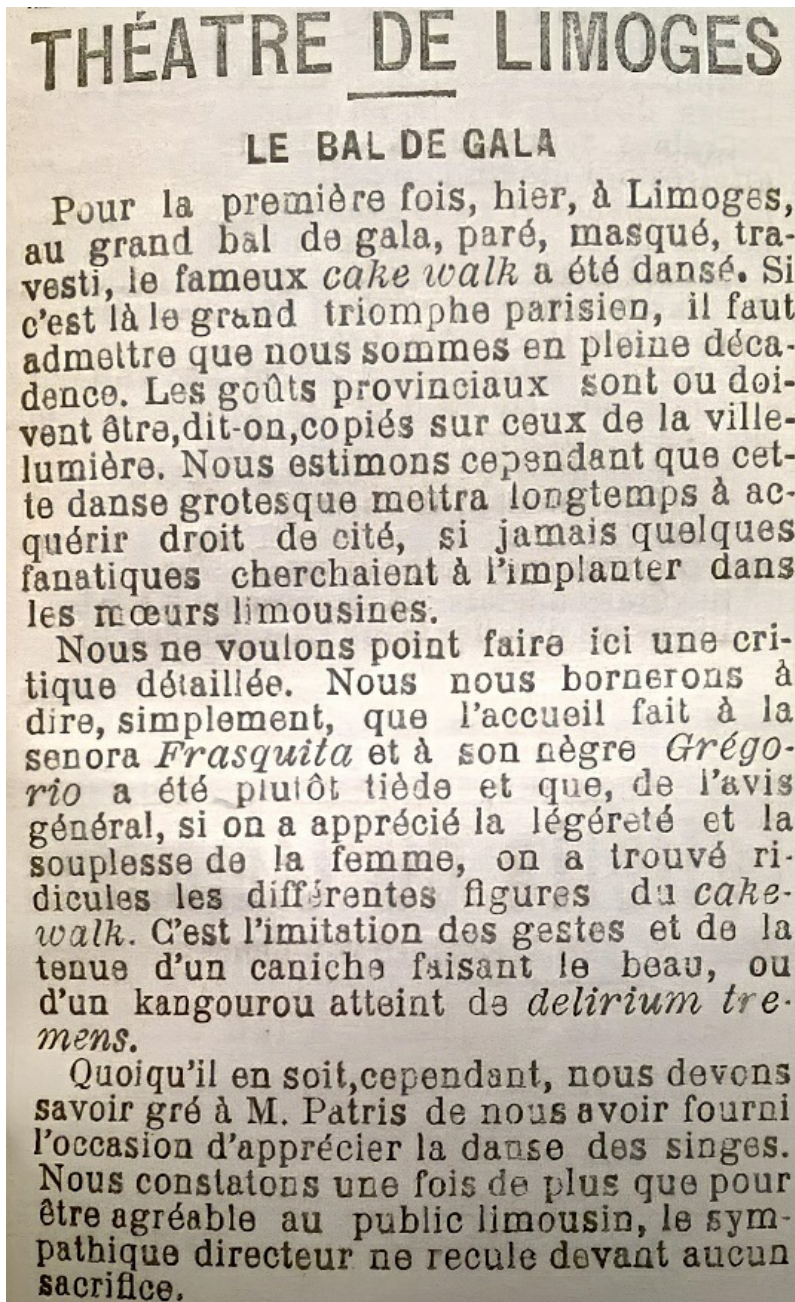 THÉATRE DE LIMOGES
LE BAL DE GALA
Pour la première fois, hier, à Limoges,
au grand bal de gala, paré, masqué, tra-
vesti, le fameux cake walk a été dansé. Si
c'est là le grand triomphe parisien, il faut
admettre que nous sommes en pleine déca-
dence. Les goûts provinciaux sont ou doi-
vent être,dit-on,copiés sur ceux de la ville-
lumière. Nous estimons cependant que cet-
te danse grotesque mettra longtemps à ac-
quérir droit de cité, si jamais quelques
fanatiques cherchaient à l'implanter dans
les mœurs limousines.
Nous ne voulons point faire ici une cri-
tique détaillée. Nous nous bornerons à
dire, simplement, que l'accueil fait à la
senora Frasquita et à son nègre Grégo-
rio a été plutôt tiède et que, de l'avis
général, si on a apprécié la légéreté et la
souplesse de la femme, on a trouvé ri-
dicules les différentes figures du cake-
walk. C'est l'imitation des gestes et de la
tenue d'un caniche faisant le beau, ou
d'un kangourou atteint de delirium tre-
mens.
Quoiqu'il en soit,cependant, nous devons
savoir gré à M. Patris de nous avoir fourni
l'occasion d'apprécier la danse des singes.
Nous constatons une fois de plus que pour
être agréable au public limousin, le sym-
pathique directeur ne recule devant aucun
sacrifice.